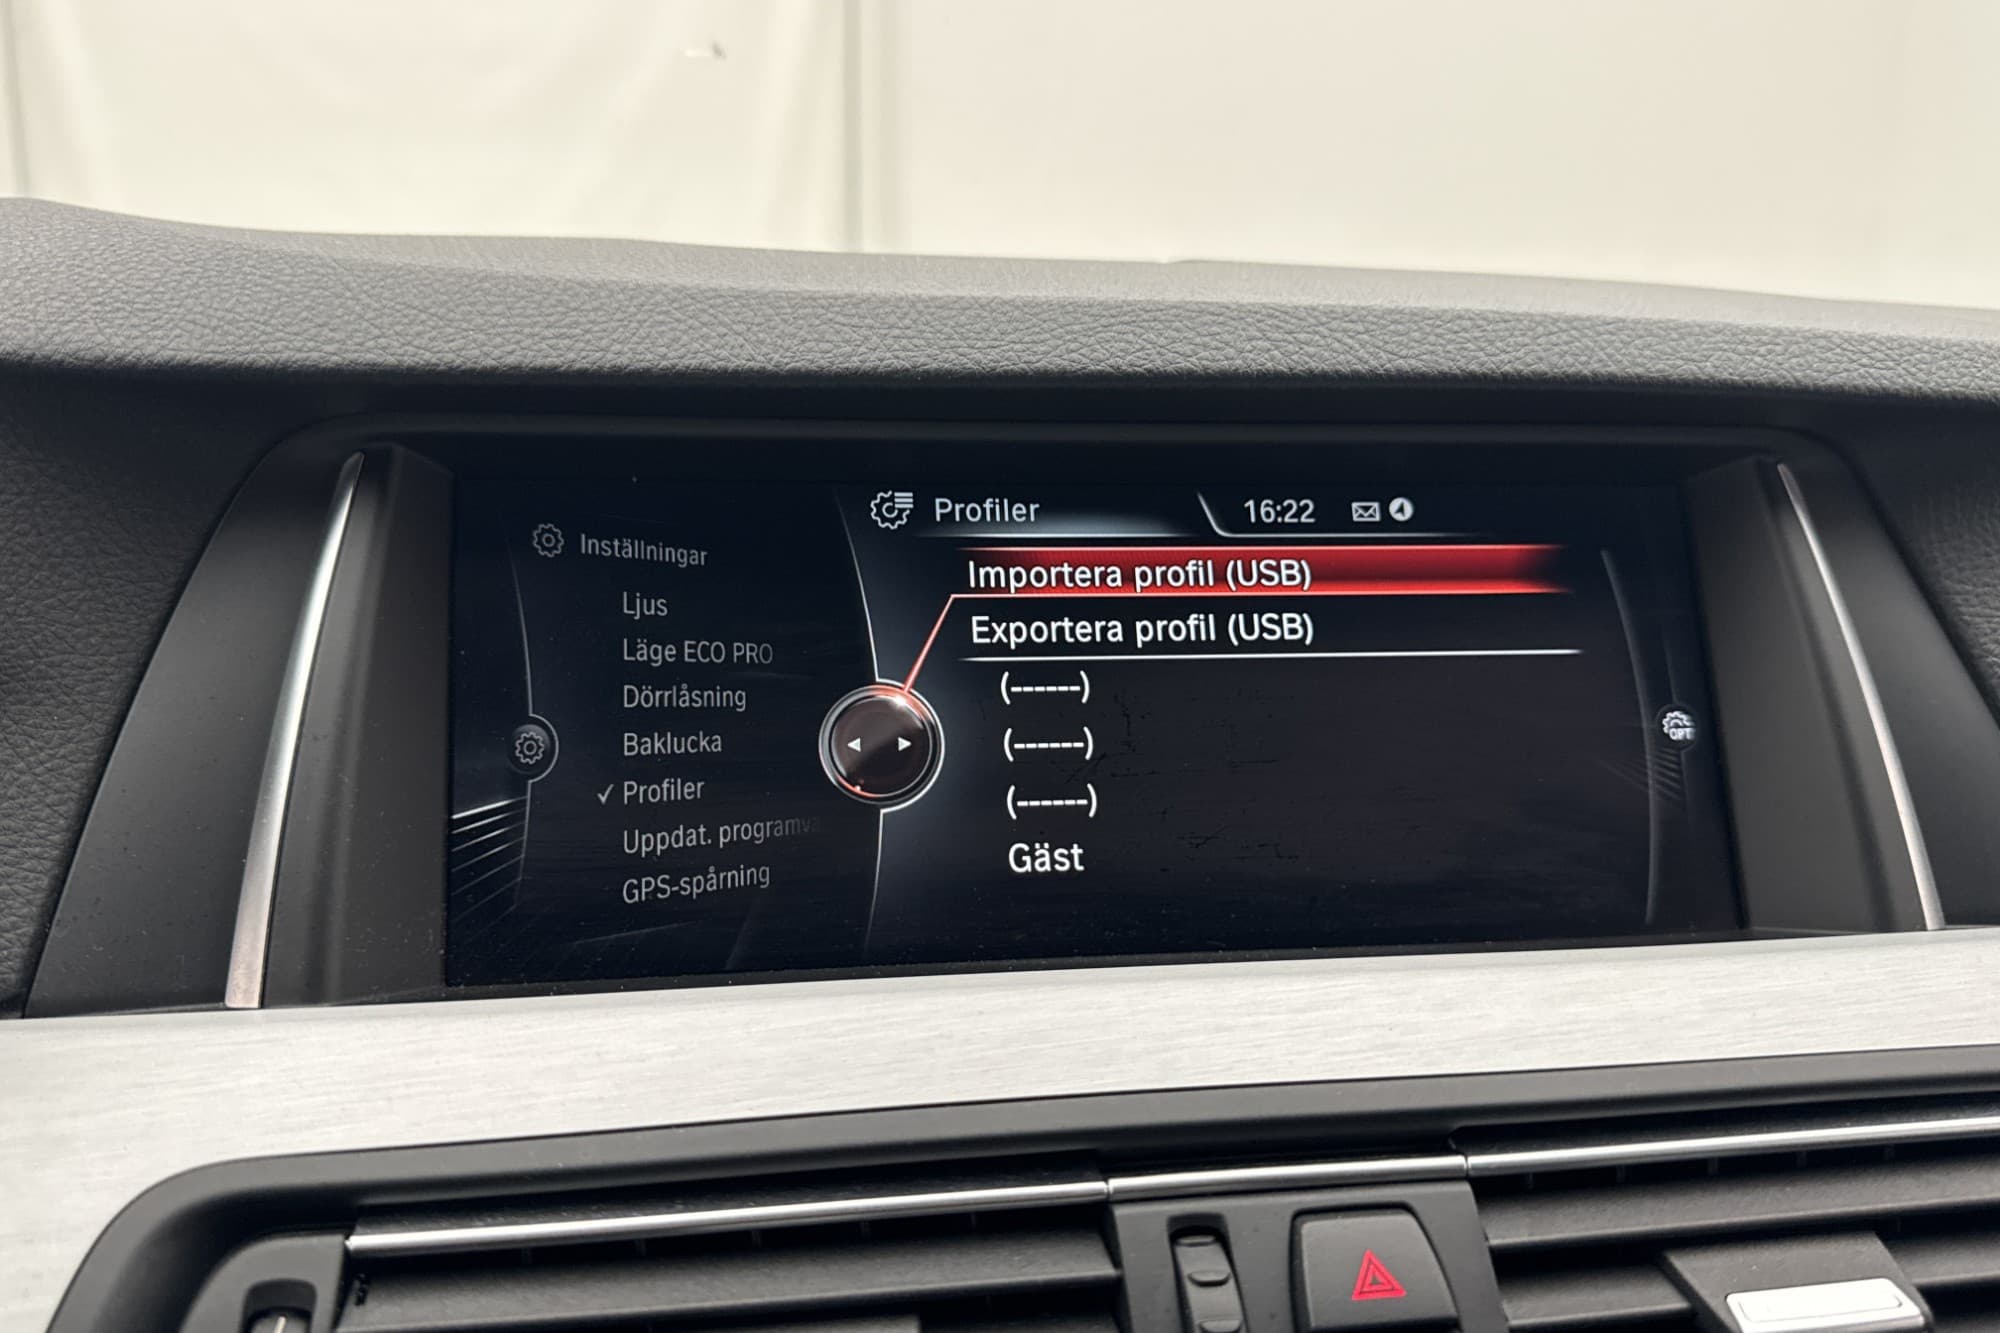 Profiler
16:22
Inställningar
Ljus
Läge ECO PRO
Dörrlåsning
Baklucka
✓ Profiler
Uppdat. programva
GPS-spårning
Importera profil (USB)
Exportera profil (USB)
(------)
(------)
(------)
Gäst
OPT